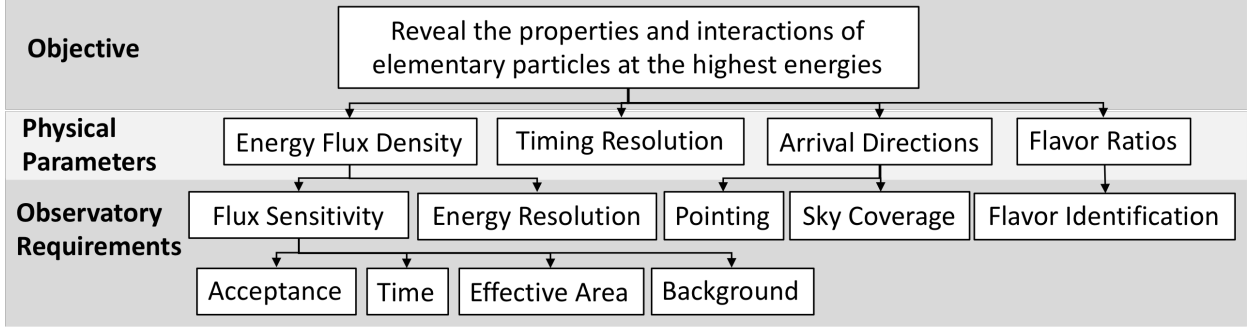 Objective
Reveal the properties and interactions of
elementary particles at the highest energies
Physical
Parameters
Energy Flux Density
Timing Resolution
Arrival Directions
Flavor Ratios
Observatory
Requirements
Flux Sensitivity
Energy Resolution
Pointing
Sky Coverage
Flavor Identification
Acceptance
Time
Effective Area
Background